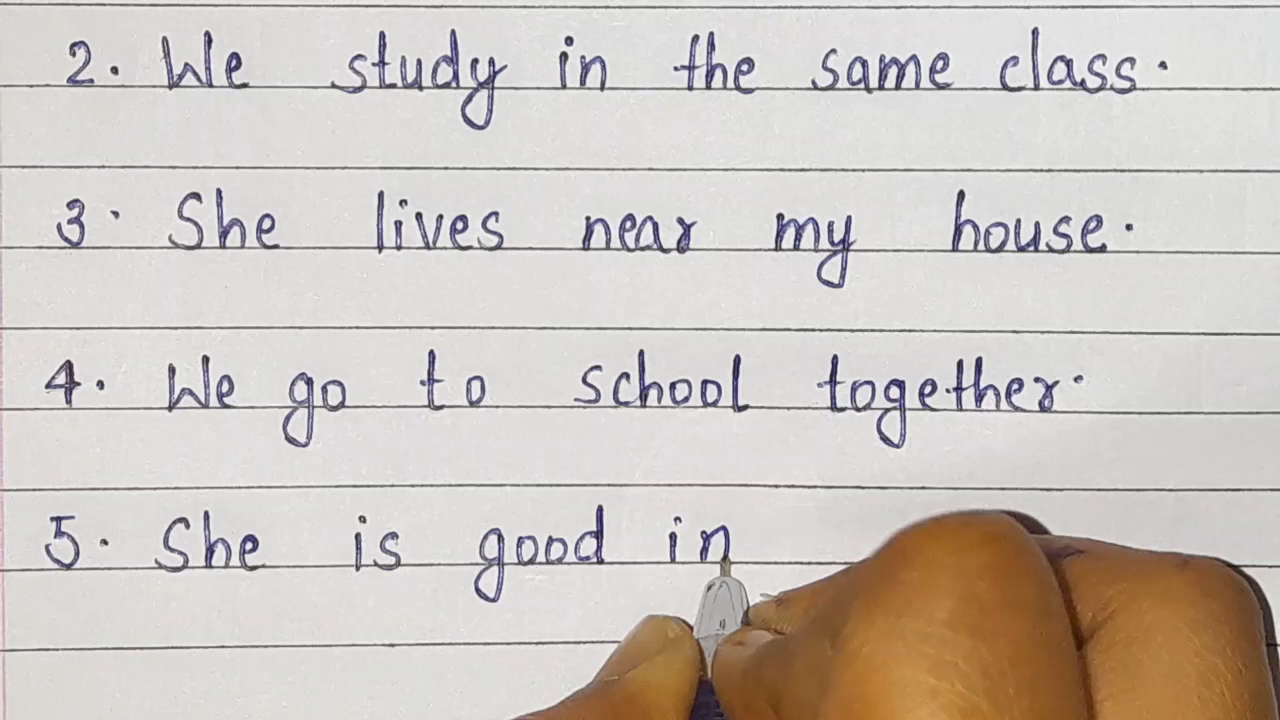 2. We study in the same class.
3. She lives near my house.
4. We go to school together.
5. She is good in